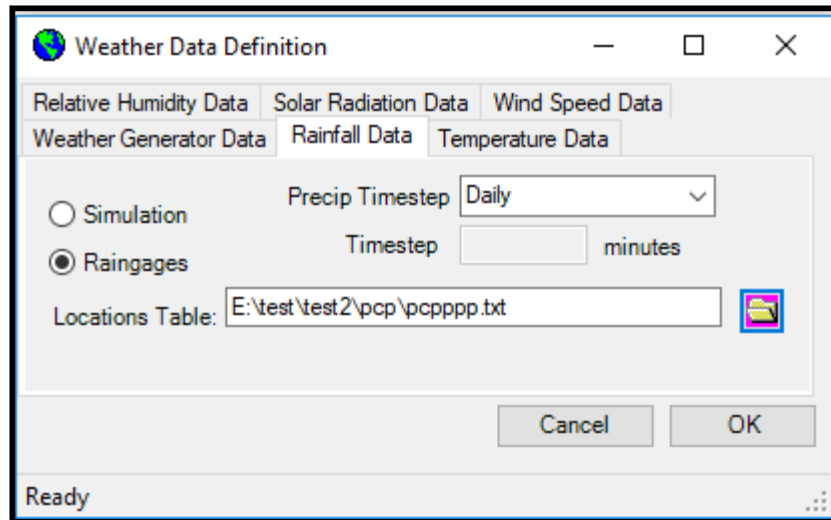 Weather Data Definition
Relative Humidity Data Solar Radiation Data Wind Speed Data
Weather Generator Data Rainfall Data Temperature Data
Precip Timestep Daily
Simulation
Timestep minutes
Raingages
Locations Table: E:\test\test2\pcp\pcpppp.txt
Cancel OK
Ready